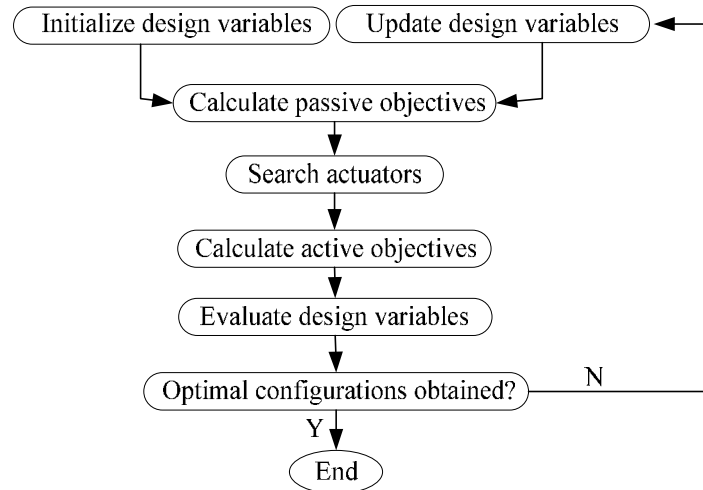 Initialize design variables
Update design variables
Calculate passive objectives
Search actuators
Calculate active objectives
Evaluate design variables
Optimal configurations obtained?
N
Y
End